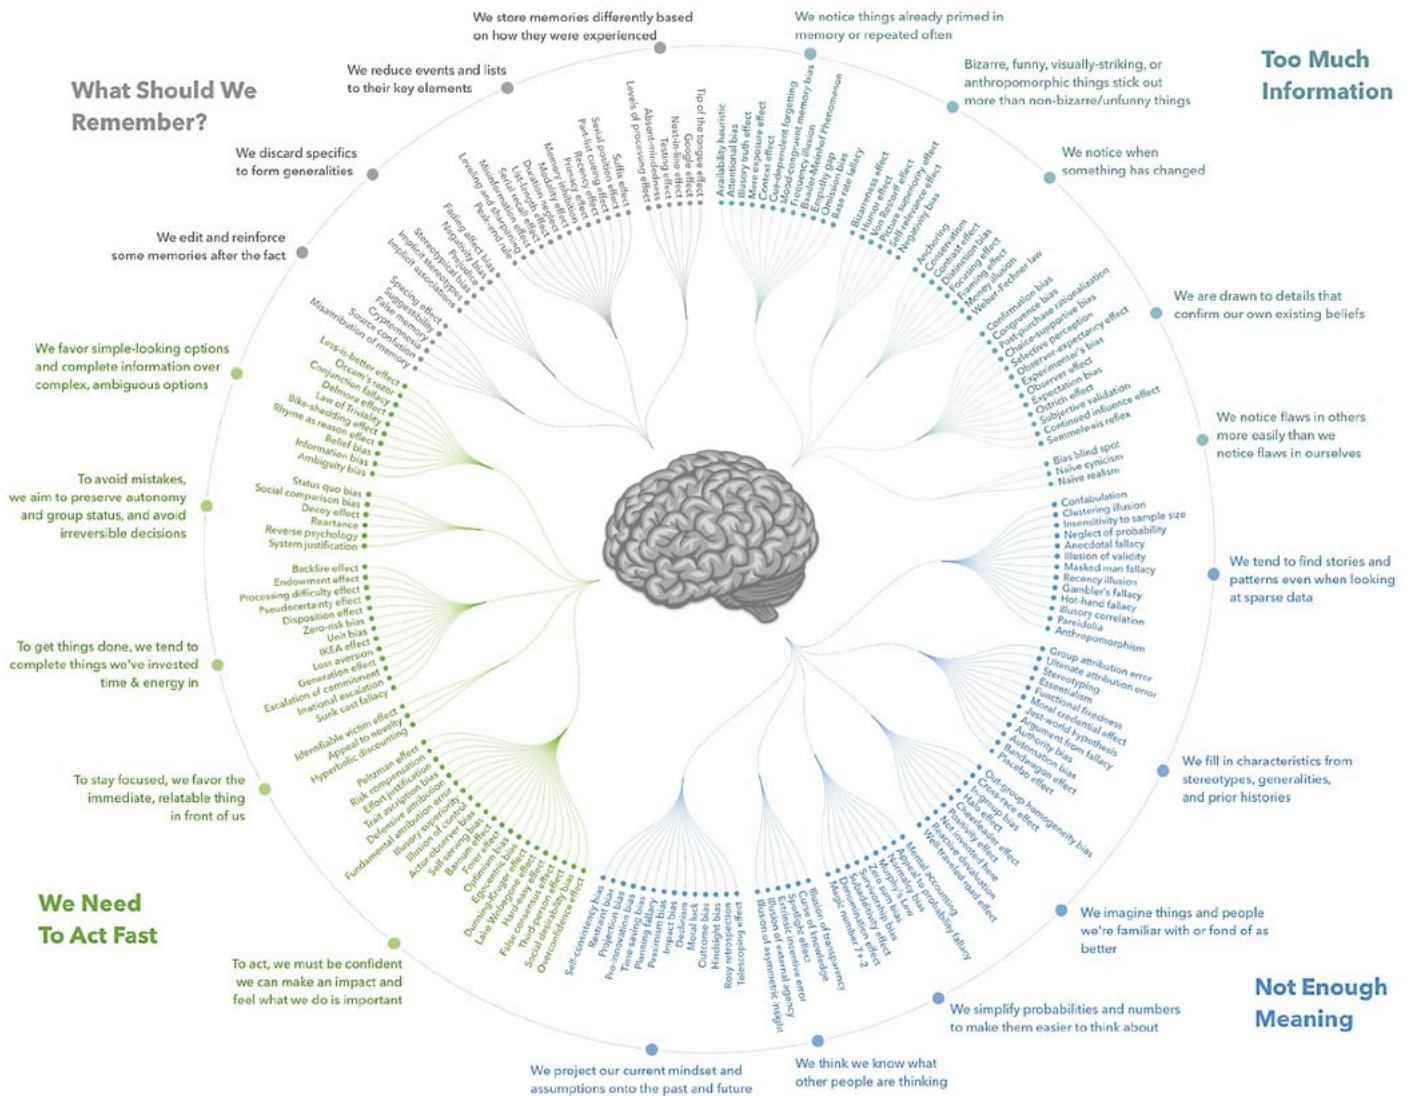 What Should We
Remember?
We store memories differently based
on how they were experienced
Levels of processing effect
Absent-mindedness
Testing effect
Next-in-line effect
Google effect
Tip of the tongue effect
We reduce events and lists
to their key elements
Suffix effect
Serial position effect
Part-list cueing effect
Recency effect
Primacy effect
Memory inhibition
Modality effect
Duration neglect
List-length effect
Serial recall effect
Misinformation effect
Leveling and sharpening
Peak-end rule
We discard specifics
to form generalities
Fading affect bias
Negativity bias
Prejudice
Stereotypical bias
Implicit stereotypes
Implicit associations
We edit and reinforce
some memories after the fact
Spacing effect
Suggestibility
False memory
Cryptomnesia
Source confusion
Misattribution of memory
Too Much
Information
We notice things already primed in
memory or repeated often
Availability heuristic
Attentional bias
Illusory truth effect
Mere exposure effect
Context effect
Cue-dependent forgetting
Mood-congruent memory bias
Frequency illusion
Baader-Meinhof Phenomenon
Empathy gap
Omission bias
Base rate fallacy
Bizarre, funny, visually-striking, or
anthropomorphic things stick out
more than non-bizarre/unfunny things
Bizarreness effect
Humor effect
Von Restorff effect
Picture superiority effect
Self relevance effect
Negativity bias
We notice when
something has changed
Anchoring
Conservatism
Contrast effect
Distinction bias
Focusing effect
Framing effect
Money illusion
Weber-Fechner law
We are drawn to details that
confirm our own existing beliefs
Confirmation bias
Congruence bias
Post-purchase rationalization
Choice-supportive bias
Selective perception
Observer-expectancy effect
Experimenter's bias
Observer effect
Expectation bias
Ostrich effect
Subjective validation
Continued influence effect
Semmelweis reflex
We notice flaws in others
more easily than we
notice flaws in ourselves
Bias blind spot
Naïve cynicism
Naïve realism
We tend to find stories and
patterns even when looking
at sparse data
Confabulation
Clustering illusion
Insensitivity to sample size
Neglect of probability
Anecdotal fallacy
Illusion of validity
Masked man fallacy
Recency illusion
Gambler's fallacy
Hot-hand fallacy
Illusory correlation
Pareidolia
Anthropomorphism
We fill in characteristics from
stereotypes, generalities,
and prior histories
Group attribution error
Ultimate attribution error
Stereotyping
Essentialism
Functional fixedness
Moral credential effect
Just-world hypothesis
Argument from fallacy
Authority bias
Automation bias
Bandwagon effect
Placebo effect
We imagine things and people
we're familiar with or fond of as
better
Out-group homogeneity bias
Cross-race effect
In-group bias
Halo effect
Cheerleader effect
Positivity effect
Not invented here
Reactive devaluation
Well traveled road effect
We simplify probabilities and numbers
to make them easier to think about
Mental accounting
Appeal to probability fallacy
Normalcy bias
Murphy's Law
Zero sum bias
Survivorship bias
Subadditivity effect
Denomination effect
Magic number 7+-2
Not Enough
Meaning
We think we know what
other people are thinking
Illusion of transparency
Curse of knowledge
Spotlight effect
Extrinsic incentive error
Illusion of external agency
Illusion of asymmetric insight
We project our current mindset and
assumptions onto the past and future
Telescoping effect
Rosy retrospection
Hindsight bias
Outcome bias
Moral luck
Declinism
Impact bias
Pessimism bias
Planning fallacy
Time-saving bias
Pro-innovation bias
Projection bias
Restraint bias
Self-consistency bias
We favor simple-looking options
and complete information over
complex, ambiguous options
Less-is-better effect
Occam's razor
Conjunction fallacy
Delmore effect
Law of Triviality
Bike-shedding effect
Rhyme as reason effect
Belief bias
Information bias
Ambiguity bias
To avoid mistakes,
we aim to preserve autonomy
and group status, and avoid
irreversible decisions
Status quo bias
Social comparison bias
Decoy effect
Reactance
Reverse psychology
System justification
To get things done, we tend to
complete things we've invested
time & energy in
Backfire effect
Endowment effect
Processing difficulty effect
Pseudocertainty effect
Disposition effect
Zero-risk bias
Unit bias
IKEA effect
Loss aversion
Generation effect
Escalation of commitment
Irrational escalation
Sunk cost fallacy
To stay focused, we favor the
immediate, relatable thing
in front of us
Identifiable victim effect
Appeal to novelty
Hyperbolic discounting
We Need
To Act Fast
To act, we must be confident
we can make an impact and
feel what we do is important
Peltzman effect
Risk compensation
Effort justification
Trait ascription bias
Defensive attribution
Fundamental attribution error
Illusory superiority
Illusion of control
Actor-observer bias
Self-serving bias
Barnum effect
Forer effect
Optimism bias
Egocentric bias
Dunning-Kruger effect
Lake Wobegone effect
Hard-easy effect
False consensus effect
Third-person effect
Social desirability bias
Overconfidence effect